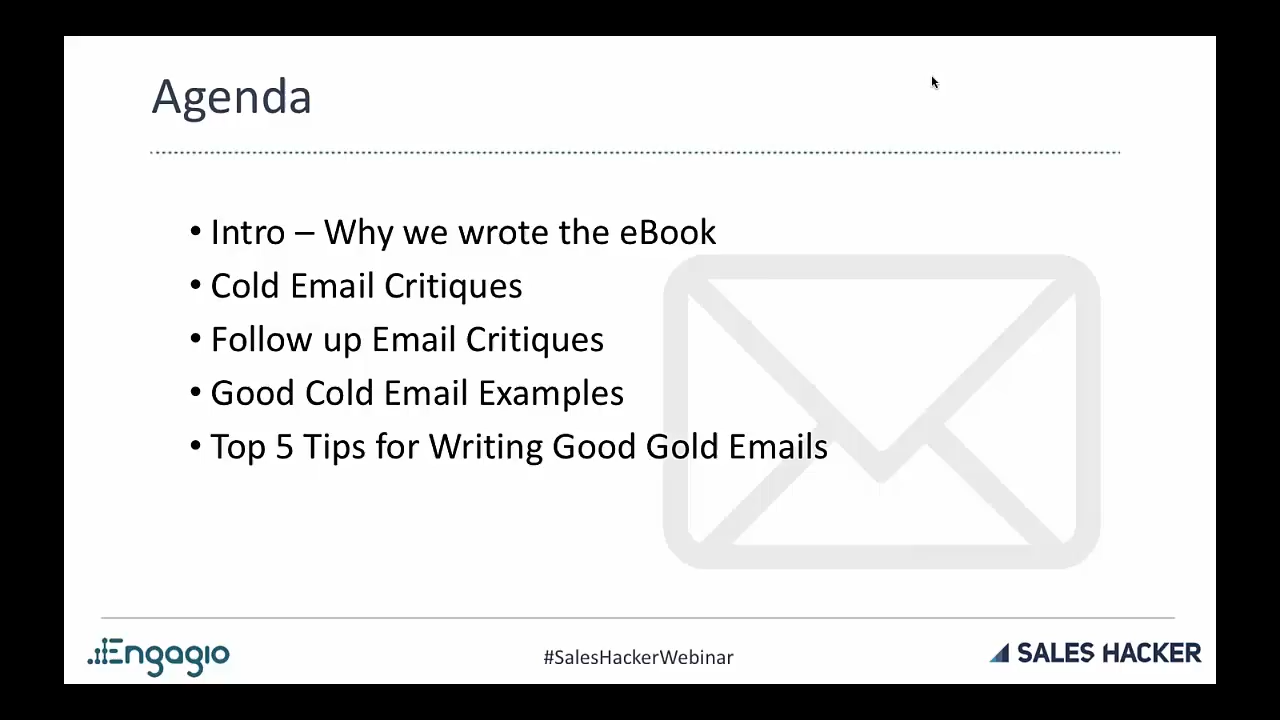 Agenda
• Intro – Why we wrote the eBook
• Cold Email Critiques
• Follow up Email Critiques
• Good Cold Email Examples
• Top 5 Tips for Writing Good Gold Emails
Engagio
#SalesHackerWebinar
SALES HACKER